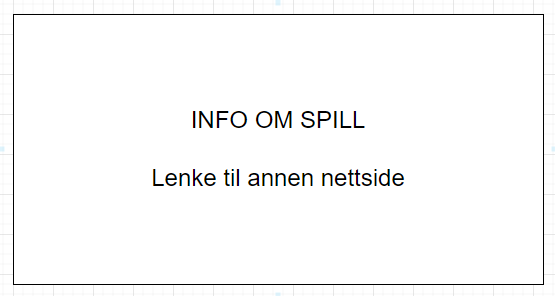 INFO OM SPILL
Lenke til annen nettside